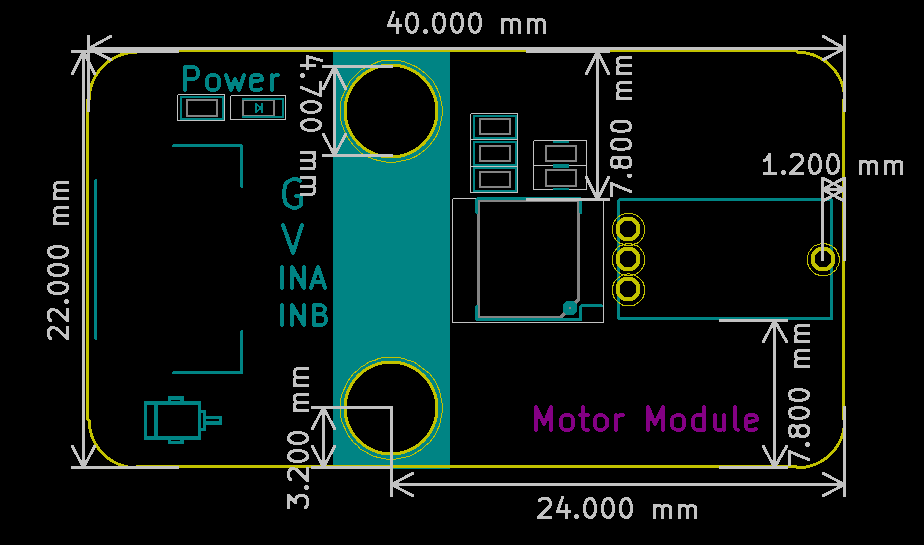 40.000 mm
Power
4.700 mm
7.800 mm
1.200 mm
G
V
INA
INB
22.000 mm
Motor Module
7.800 mm
3.200 mm
24.000 mm